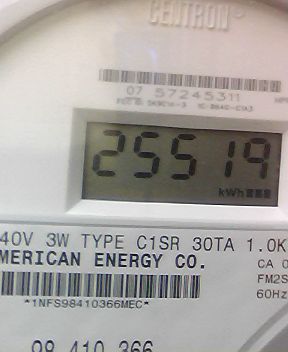 CENTRON
07 57245311
25519
kWh
40V 3W TYPE C1SR 30TA 1.0K
MERICAN ENERGY CO.
CA 0
FM2S
60Hz
*1NFS98410366MEC*
98 410 366